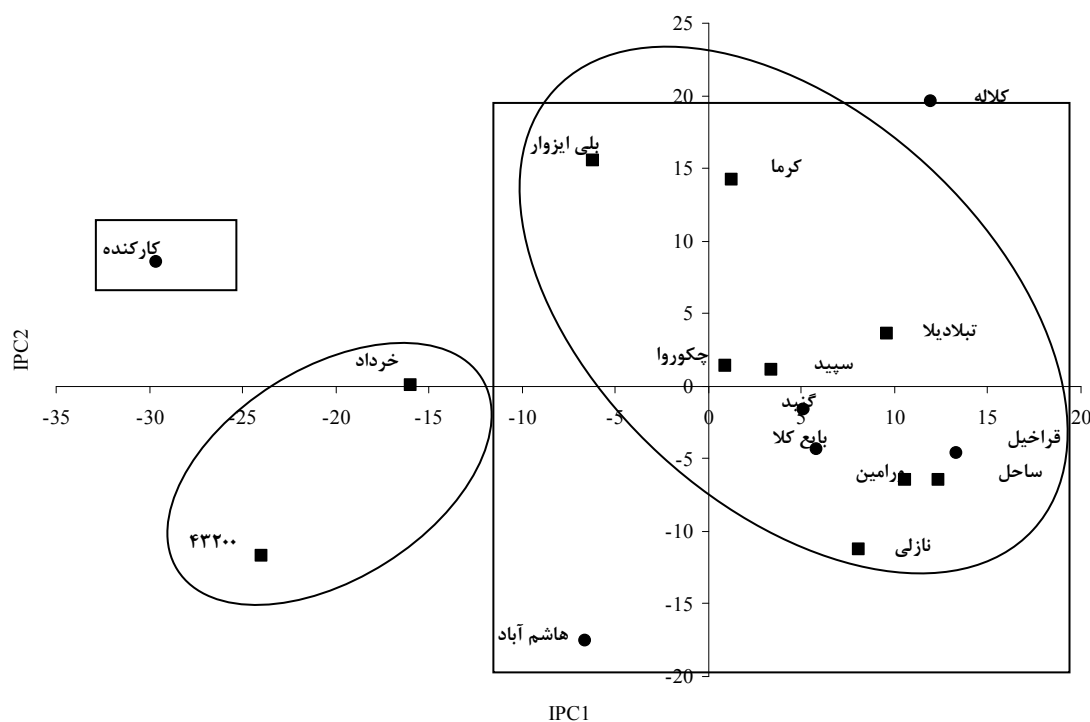 25
20
15
10
5
0
-5
-10
-15
-20
-35
-30
-25
-20
-15
-10
-5
0
5
10
15
20
IPC2
IPC1
کلاله
بلی ایزوار
کرما
کارکنده
تبلادیلا
خرداد
چکوروا
سپید
گنبد
بایع کلا
قراخیل
ورامین
ساحل
نازلی
۴۳۲۰۰
هاشم آباد